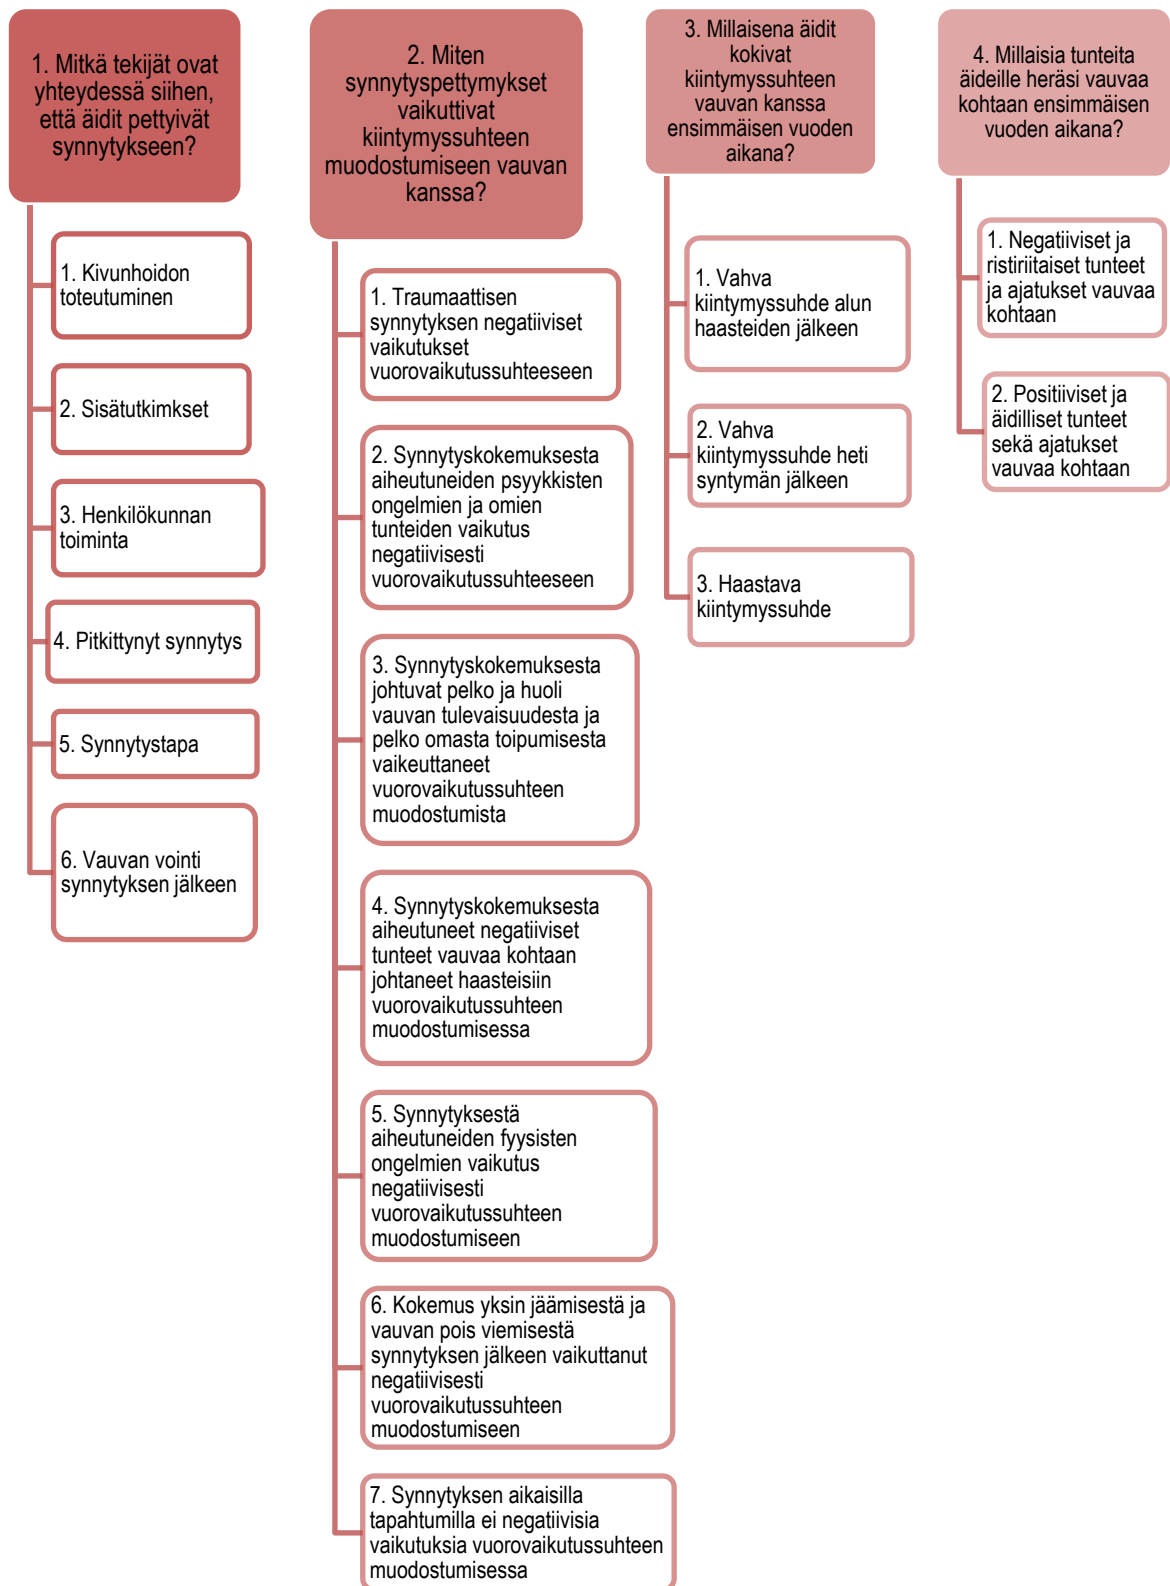 1. Mitkä tekijät ovat
yhteydessä siihen,
että äidit pettyivät
synnytykseen?
1. Kivunhoidon
toteutuminen
2. Sisätutkimkset
3. Henkilökunnan
toiminta
4. Pitkittynyt synnytys
5. Synnytystapa
6. Vauvan vointi
synnytyksen jälkeen
2. Miten
synnytyspettymykset
vaikuttivat
kiintymyssuhteen
muodostumiseen vauvan
kanssa?
1. Traumaattisen
synnytyksen negatiiviset
vaikutukset
vuorovaikutussuhteeseen
2. Synnytyskokemuksesta
aiheutuneiden psyykkisten
ongelmien ja omien
tunteiden vaikutus
negatiivisesti
vuorovaikutussuhteeseen
3. Synnytyskokemuksesta
johtuvat pelko ja huoli
vauvan tulevaisuudesta ja
pelko omasta toipumisesta
vaikeuttaneet
vuorovaikutussuhteen
muodostumista
4. Synnytyskokemuksesta
aiheutuneet negatiiviset
tunteet vauvaa kohtaan
johtaneet haasteisiin
vuorovaikutussuhteen
muodostumisessa
5. Synnytyksestä
aiheutuneiden fyysisten
ongelmien vaikutus
negatiivisesti
vuorovaikutussuhteen
muodostumiseen
6. Kokemus yksin jäämisestä ja
vauvan pois viemisestä
synnytyksen jälkeen vaikuttanut
negatiivisesti
vuorovaikutussuhteen
muodostumiseen
7. Synnytyksen aikaisilla
tapahtumilla ei negatiivisia
vaikutuksia vuorovaikutussuhteen
muodostumisessa
3. Millaisena äidit
kokivat
kiintymyssuhteen
vauvan kanssa
ensimmäisen vuoden
aikana?
1. Vahva
kiintymyssuhde alun
haasteiden jälkeen
2. Vahva
kiintymyssuhde heti
syntymän jälkeen
3. Haastava
kiintymyssuhde
4. Millaisia tunteita
äideille heräsi vauvaa
kohtaan ensimmäisen
vuoden aikana?
1. Negatiiviset ja
ristiriitaiset tunteet
ja ajatukset vauvaa
kohtaan
2. Positiiviset ja
äidilliset tunteet
sekä ajatukset
vauvaa kohtaan